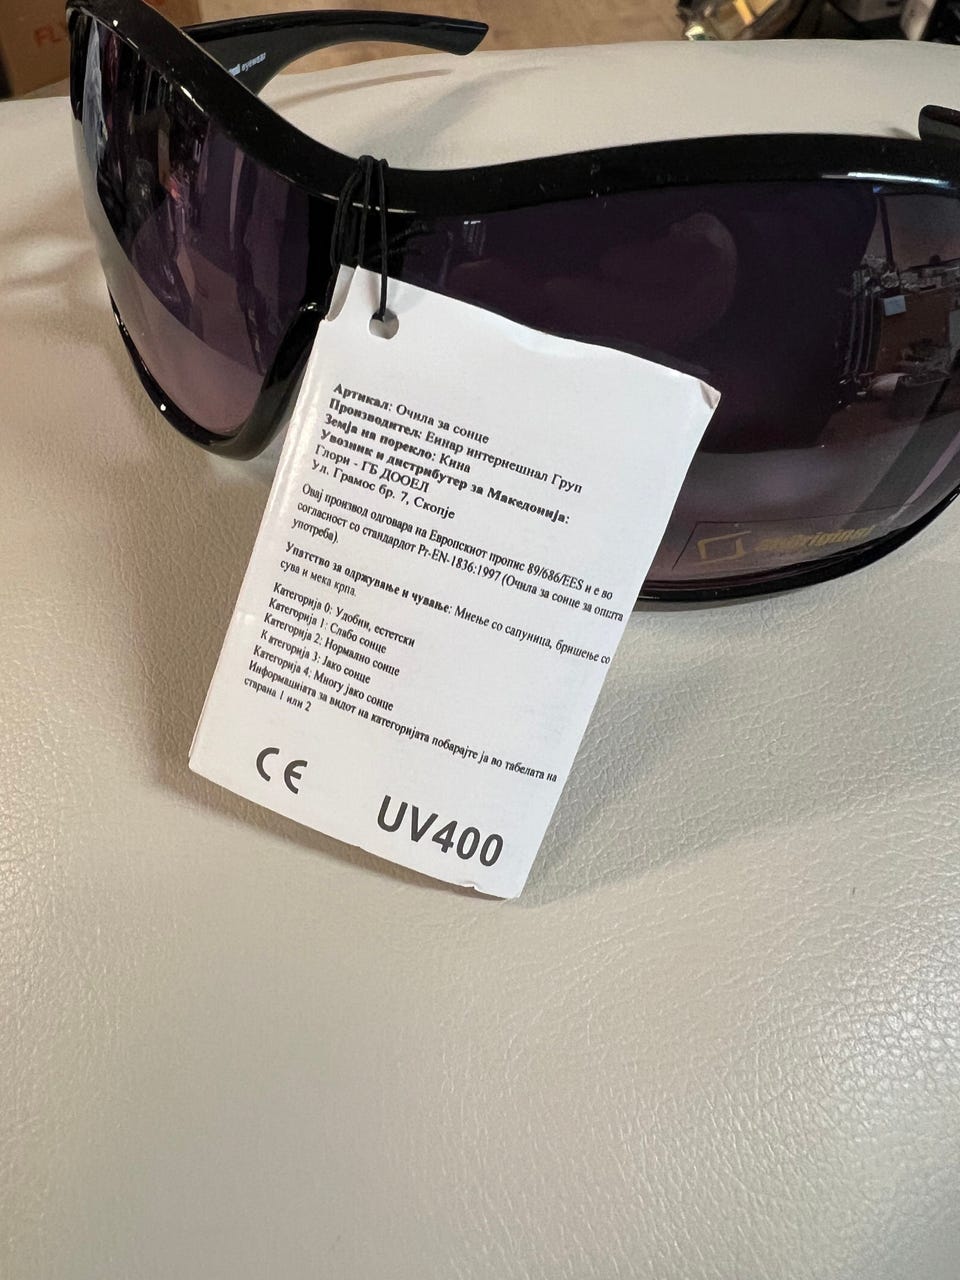 eyewear
Артикал: Очила за сонце
Производител: Еинар интернешнал Груп
Земја на порекло: Кина
Увозник и дистрибутер за Македонија:
Глори - ГБ ДООЕЛ
Ул. Грамос бр. 7, Скопје
Овај производ одговара на Европскиот пропис 89/686/EES и е во
согласност со стандардот Pr-EN-1836:1997 (Очила за сонце за општа
употреба).
Упатство за одржување и чување: Миење со сапуница, бришење со
сува и мека крпа.
Категорија 0: Удобни, естетски
Категорија 1: Слабо сонце
Категорија 2: Нормално сонце
Категорија 3: Јако сонце
Категорија 4: Многу јако сонце
Информацијата за видот на категоријата побарајте ја во табелата на
старана 1 или 2
CE
UV400